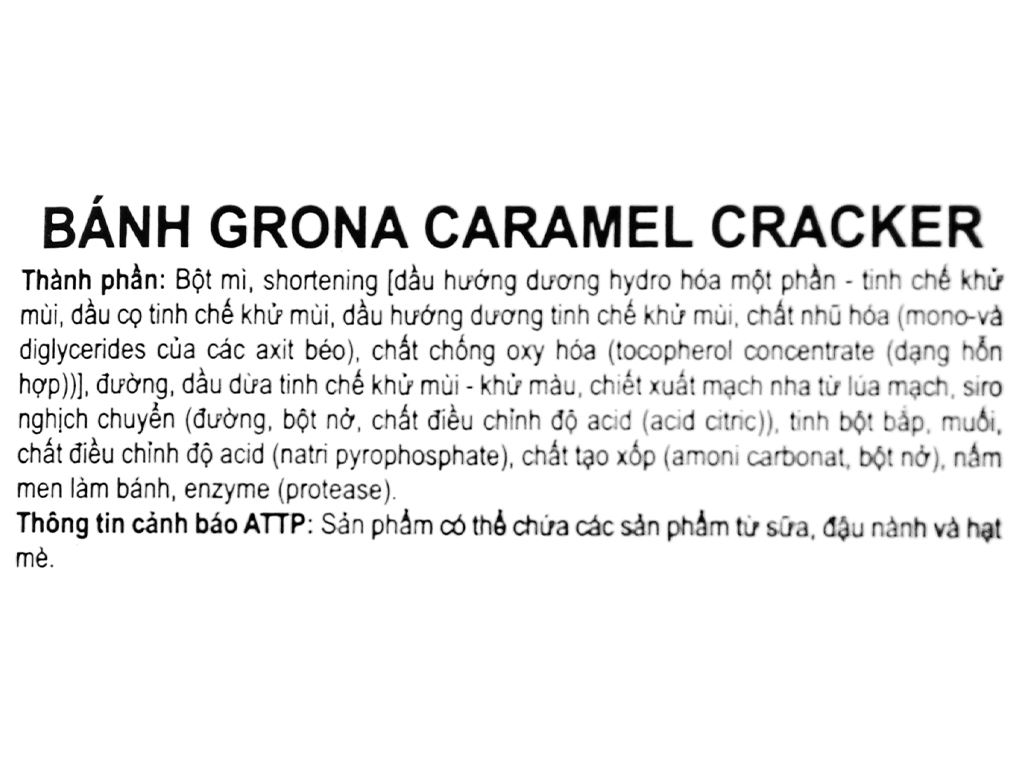 BÁNH GRONA CARAMEL CRACKER
Thành phần: Bột mì, shortening [dầu hướng dương hydro hóa một phần - tinh chế khử
mùi, dầu cọ tinh chế khử mùi, dầu hướng dương tinh chế khử mùi, chất nhũ hóa (mono-và
diglycerides của các axit béo), chất chống oxy hóa (tocopherol concentrate (dạng hỗn
hợp))], đường, dầu dừa tinh chế khử mùi - khử màu, chiết xuất mạch nha từ lúa mạch, siro
nghịch chuyển (đường, bột nở, chất điều chỉnh độ acid (acid citric)), tinh bột bắp, muối,
chất điều chỉnh độ acid (natri pyrophosphate), chất tạo xốp (amoni carbonat, bột nở), nấm
men làm bánh, enzyme (protease).
Thông tin cảnh báo ATTP: Sản phẩm có thể chứa các sản phẩm từ sữa, đậu nành và hạt
mè.